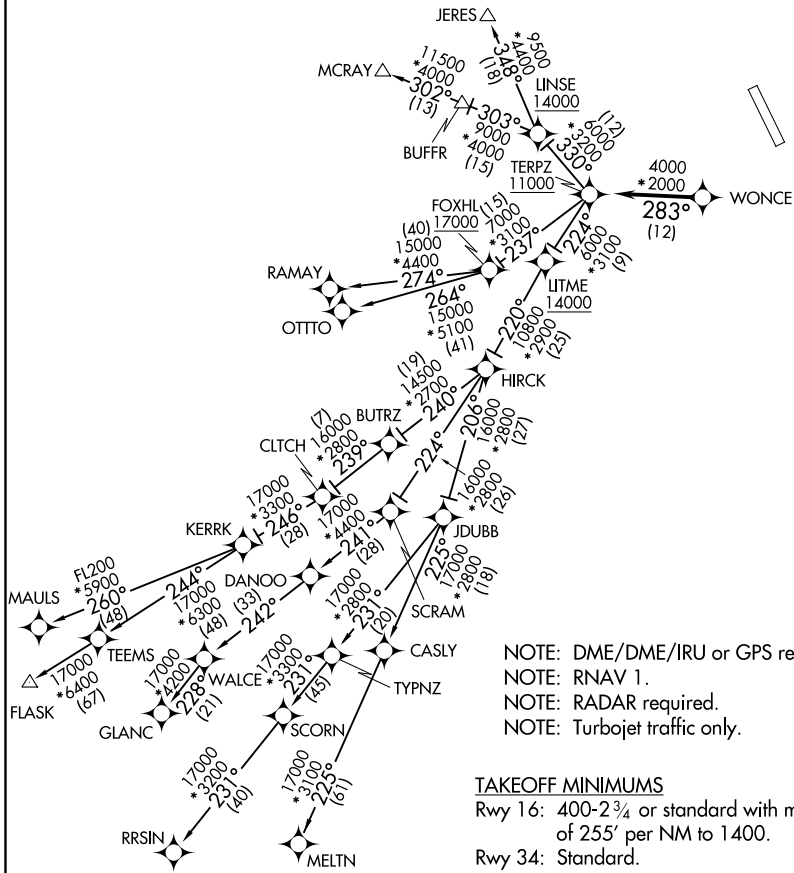 JERES
9500
*4400
348°
(18)
MCRAY
11500
*4000
302°
(13)
BUFFR
303°
9000
*4000
(15)
LINSE
14000
(12)
6000
*3200
330°
TERPZ
11000
4000
*2000
283°
(12)
WONCE
FOXHL
17000
(15)
7000
*3100
237°
224°
6000
*3100
(9)
LITME
14000
(40)
15000
*4400
274°
RAMAY
OTTTO
264°
15000
*5100
(41)
220°
10800
*2900
(25)
HIRCK
(19)
14500
*2700
240°
BUTRZ
224°
16000
*2800
(26)
206°
16000
*2800
(27)
(7)
16000
*2800
239°
CLTCH
17000
*3300
246°
(28)
KERRK
17000
*4400
241°
(28)
SCRAM
JDUBB
225°
17000
*2800
(18)
FL200
*5900
260°
(48)
MAULS
244°
17000
*6300
(48)
TEEMS
17000
*6400
(67)
FLASK
DANOO
(33)
242°
WALCE
17000
*4200
228°
(21)
GLANC
17000
*2800
231°
(20)
TYPNZ
CASLY
17000
*3300
231°
(45)
SCORN
17000
*3200
231°
(40)
RRSIN
17000
*3100
225°
(61)
MELTN
NOTE: DME/DME/IRU or GPS re
NOTE: RNAV 1.
NOTE: RADAR required.
NOTE: Turbojet traffic only.
TAKEOFF MINIMUMS
Rwy 16: 400-2¾ or standard with m
of 255' per NM to 1400.
Rwy 34: Standard.